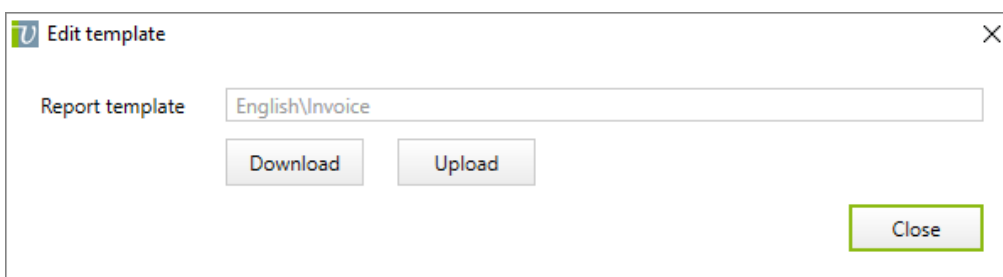 Edit template
Report template English\Invoice
Download Upload
Close